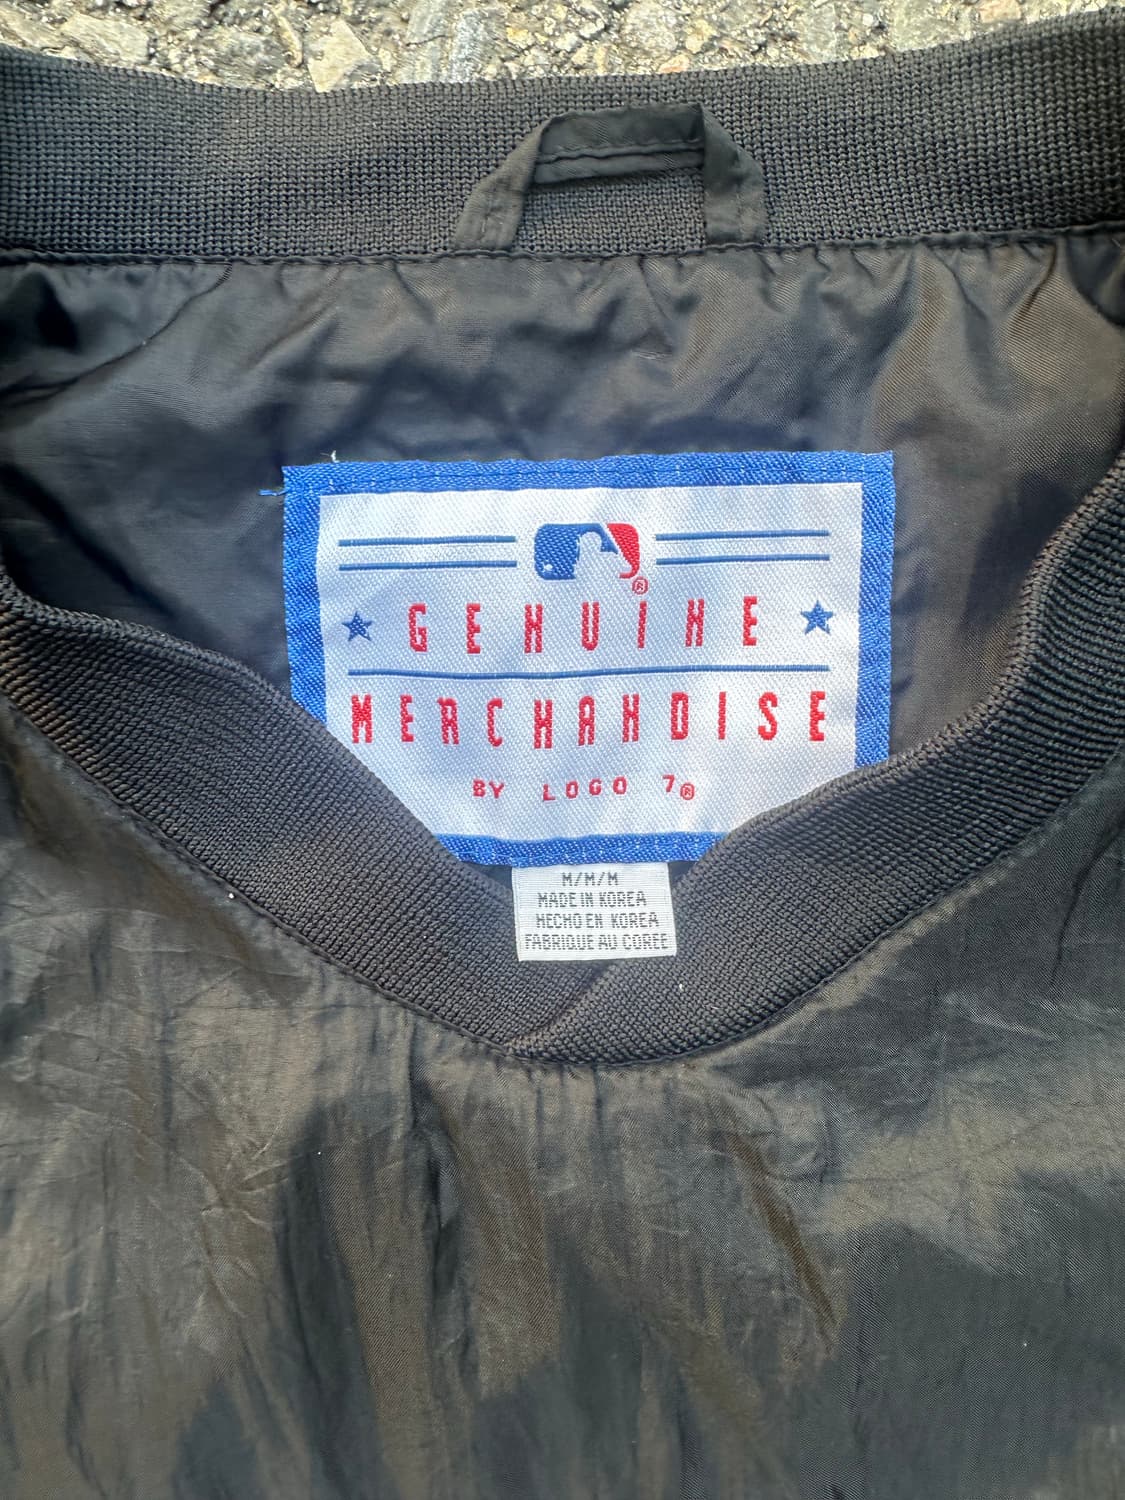 ®
GENUINE
MERCHANDISE
BY LOGO 7®
M/M/M
MADE IN KOREA
HECHO EN KOREA
FABRIQUE AU COREE